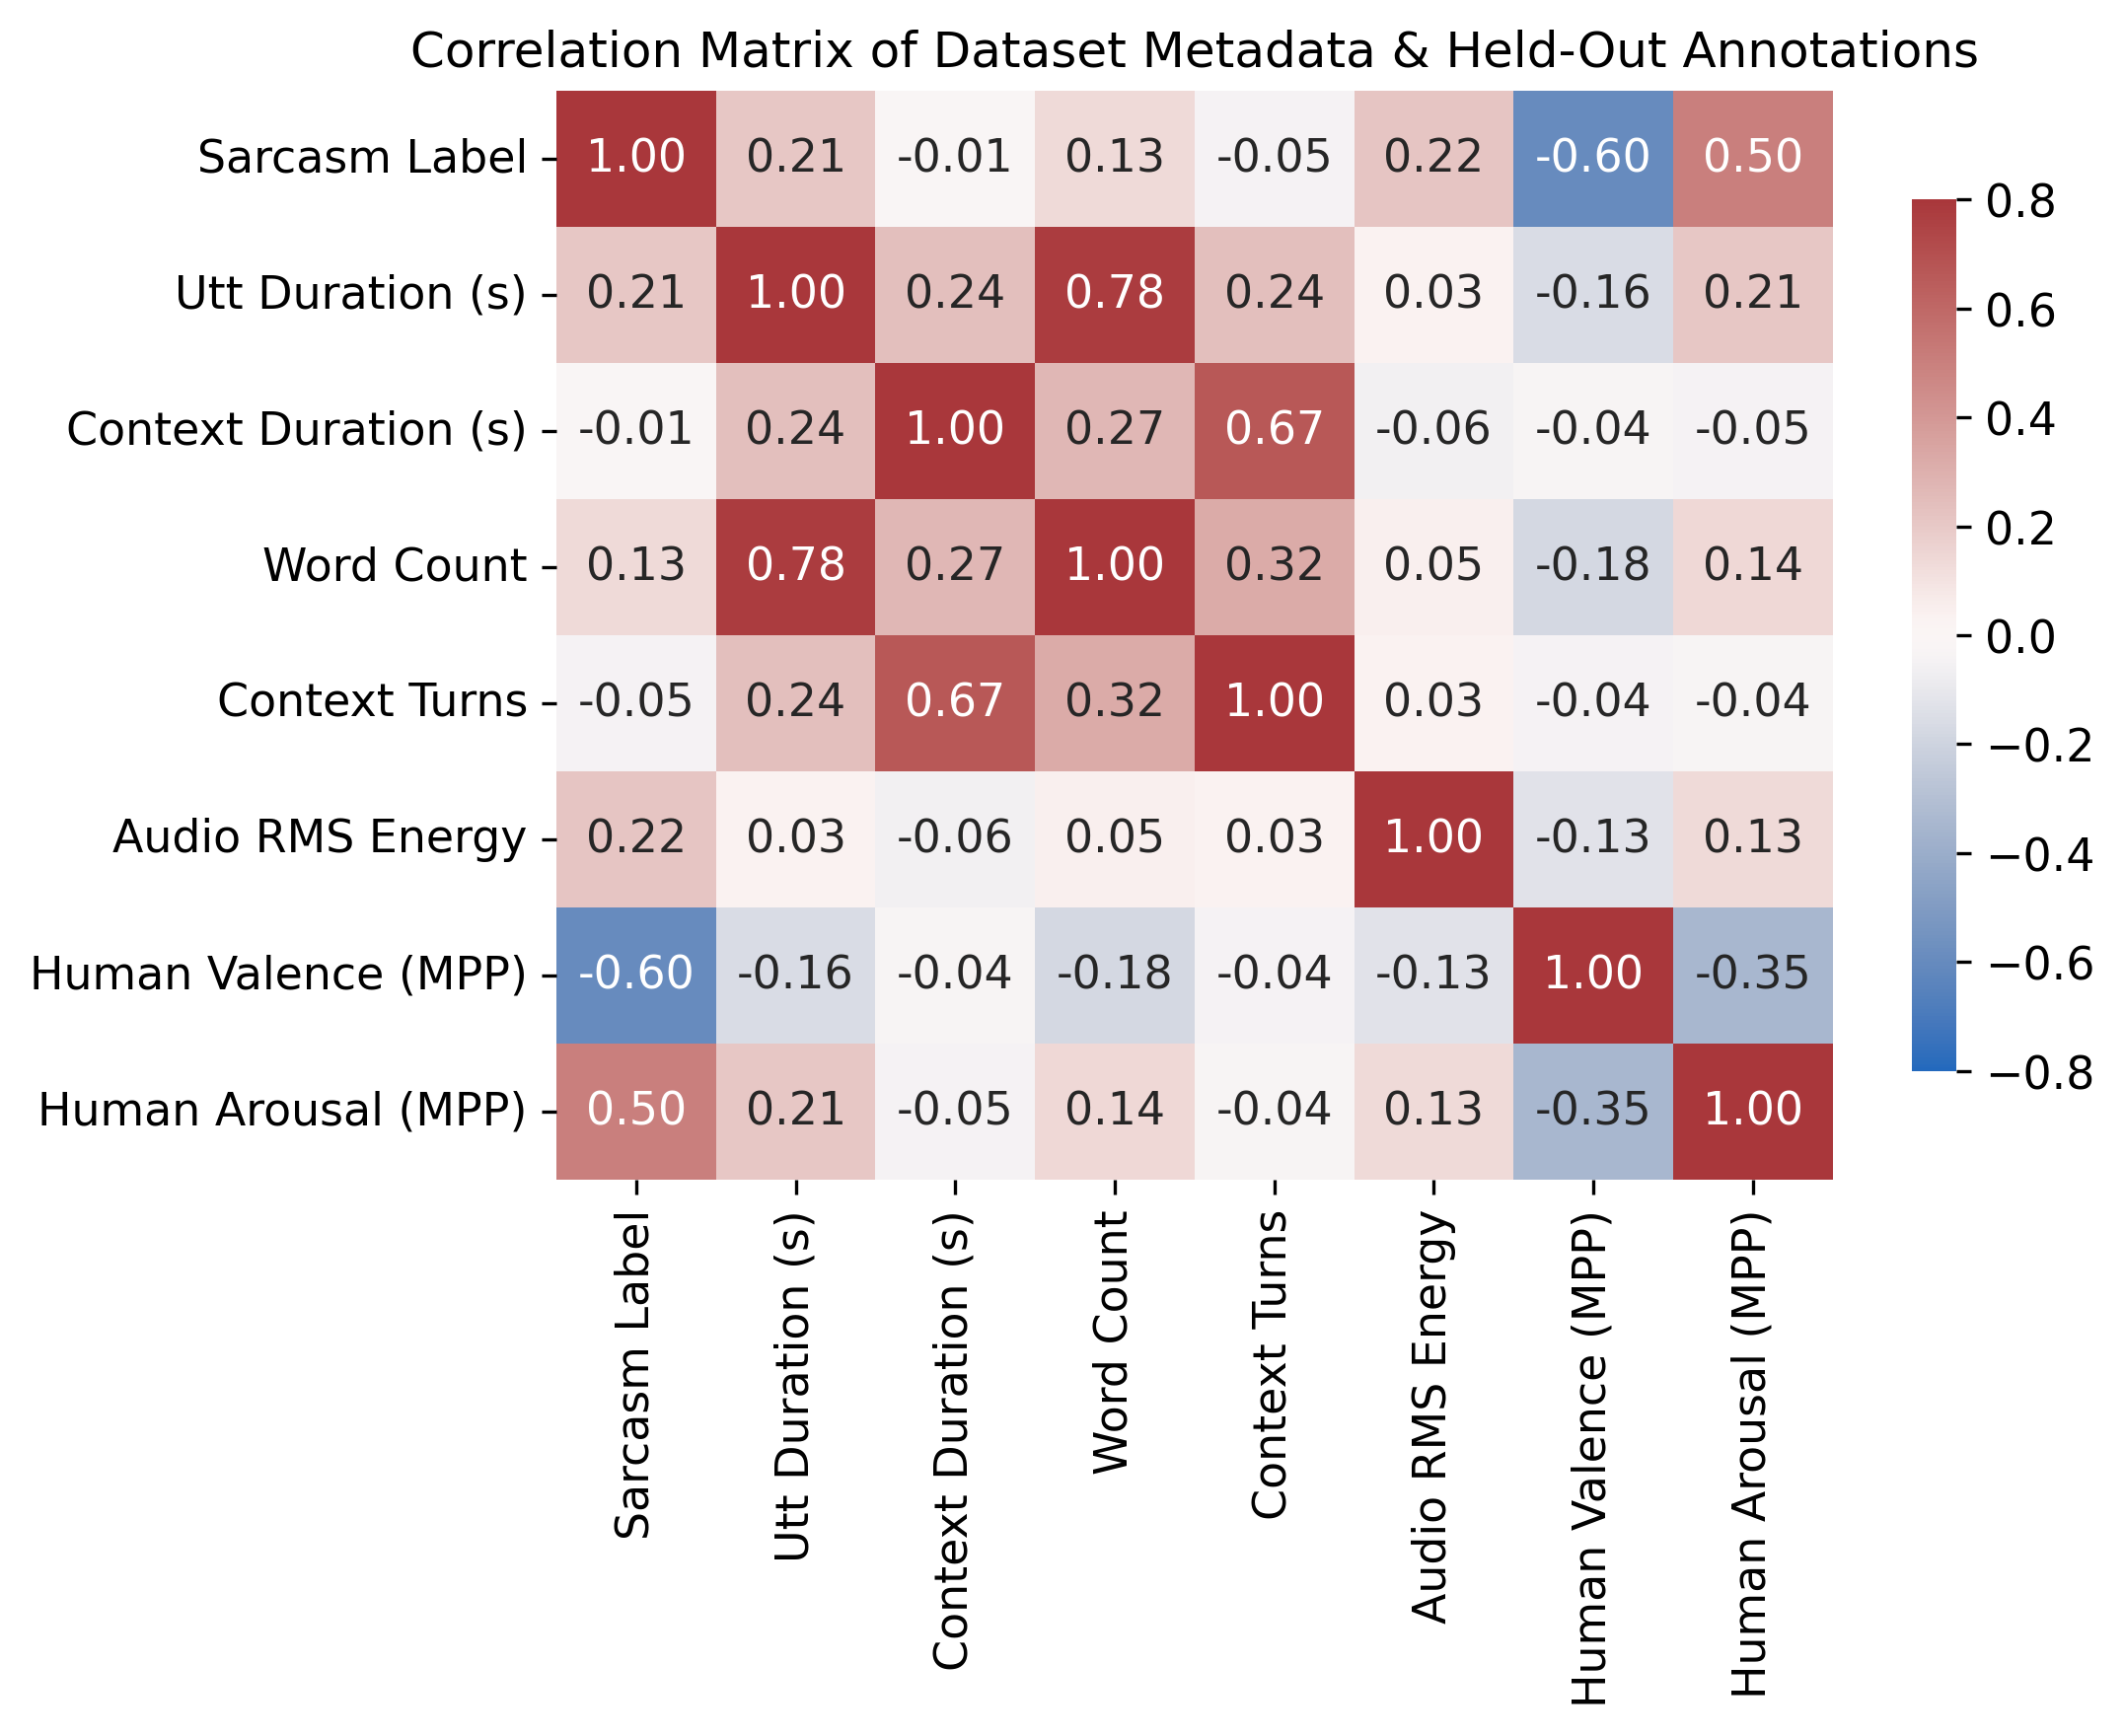 Correlation Matrix of Dataset Metadata & Held-Out Annotations
Sarcasm Label 1.00 0.21 -0.01 0.13 -0.05 0.22 -0.60 0.50
Utt Duration (s) 0.21 1.00 0.24 0.78 0.24 0.03 -0.16 0.21
Context Duration (s) -0.01 0.24 1.00 0.27 0.67 -0.06 -0.04 -0.05
Word Count 0.13 0.78 0.27 1.00 0.32 0.05 -0.18 0.14
Context Turns -0.05 0.24 0.67 0.32 1.00 0.03 -0.04 -0.04
Audio RMS Energy 0.22 0.03 -0.06 0.05 0.03 1.00 -0.13 0.13
Human Valence (MPP) -0.60 -0.16 -0.04 -0.18 -0.04 -0.13 1.00 -0.35
Human Arousal (MPP) 0.50 0.21 -0.05 0.14 -0.04 0.13 -0.35 1.00
Sarcasm Label
Utt Duration (s)
Context Duration (s)
Word Count
Context Turns
Audio RMS Energy
Human Valence (MPP)
Human Arousal (MPP)
0.8
0.6
0.4
0.2
0.0
−0.2
−0.4
−0.6
−0.8